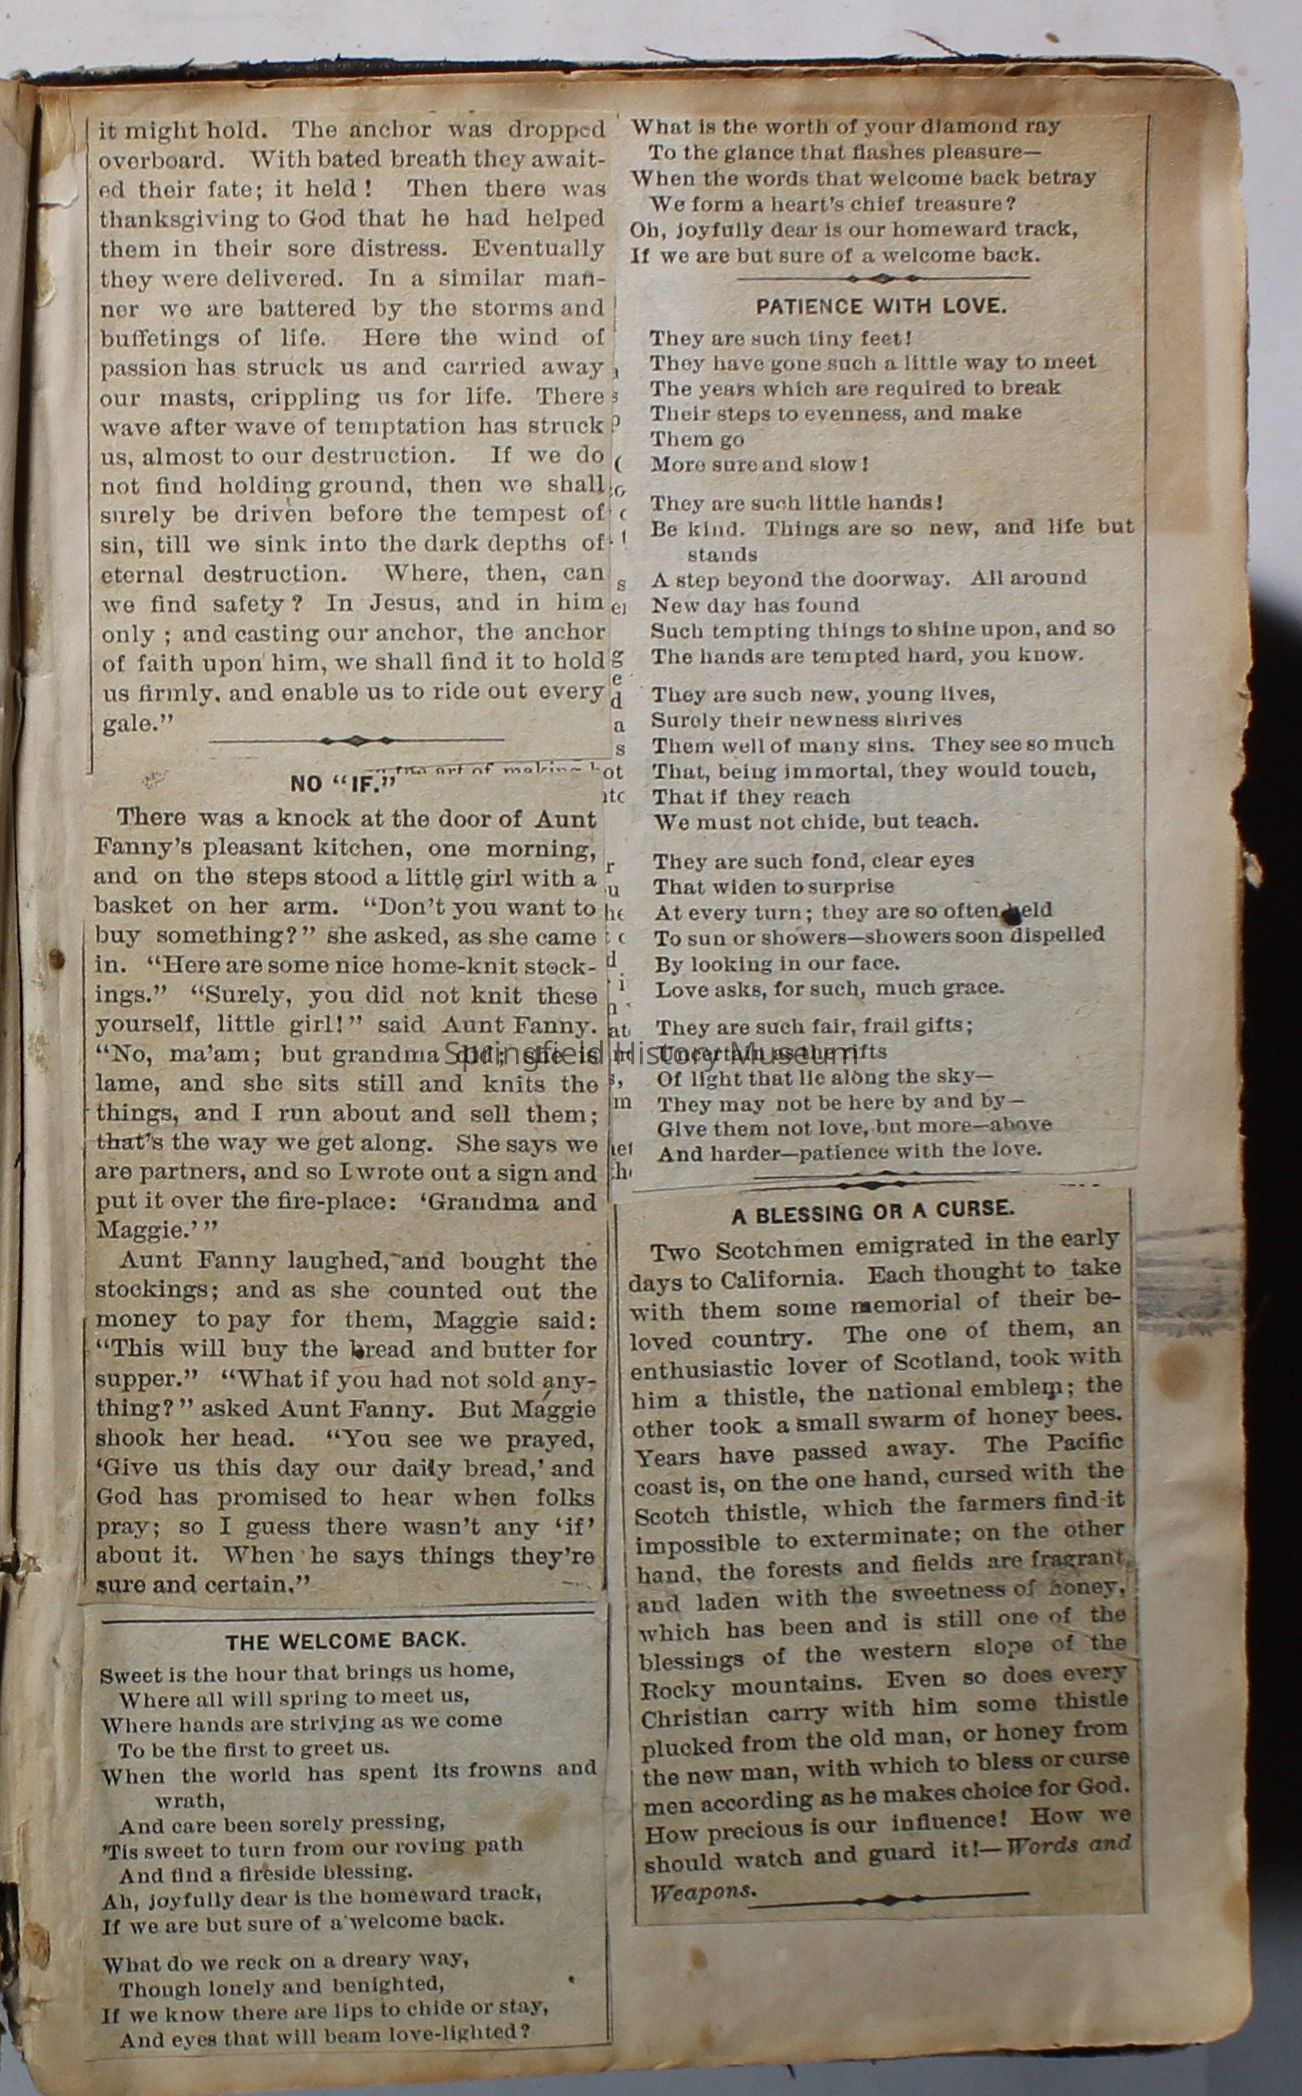 it might hold. The anchor was dropped
overboard. With bated breath they await-
ed their fate; it held! Then there was
thanksgiving to God that he had helped
them in their sore distress. Eventually
they were delivered. In a similar man-
ner we are battered by the storms and
buffetings of life. Here the wind of
passion has struck us and carried away
our masts, crippling us for life. There
wave after wave of temptation has struck
us, almost to our destruction. If we do
not find holding ground, then we shall
surely be driven before the tempest of
sin, till we sink into the dark depths of
eternal destruction. Where, then, can
we find safety? In Jesus, and in him
only; and casting our anchor, the anchor
of faith upon him, we shall find it to hold
us firmly, and enable us to ride out every
gale.”
NO “IF.”
There was a knock at the door of Aunt
Fanny’s pleasant kitchen, one morning,
and on the steps stood a little girl with a
basket on her arm. “Don’t you want to
buy something?” she asked, as she came
in. “Here are some nice home-knit stock-
ings.” “Surely, you did not knit these
yourself, little girl!” said Aunt Fanny.
“No, ma’am; but grandma did; she is
lame, and she sits still and knits the
things, and I run about and sell them;
that’s the way we get along. She says we
are partners, and so I wrote out a sign and
put it over the fire-place: ‘Grandma and
Maggie.’”
Aunt Fanny laughed, and bought the
stockings; and as she counted out the
money to pay for them, Maggie said:
“This will buy the bread and butter for
supper.” “What if you had not sold any-
thing?” asked Aunt Fanny. But Maggie
shook her head. “You see we prayed,
‘Give us this day our daily bread,’ and
God has promised to hear when folks
pray; so I guess there wasn’t any ‘if’
about it. When he says things they’re
sure and certain.”
THE WELCOME BACK.
Sweet is the hour that brings us home,
Where all will spring to meet us,
Where hands are striving as we come
To be the first to greet us.
When the world has spent its frowns and
wrath,
And care been sorely pressing,
’Tis sweet to turn from our roving path
And find a fireside blessing.
Ah, joyfully dear is the homeward track,
If we are but sure of a welcome back.
What do we reck on a dreary way,
Though lonely and benighted,
If we know there are lips to chide or stay,
And eyes that will beam love-lighted?
What is the worth of your diamond ray
To the glance that flashes pleasure—
When the words that welcome back betray
We form a heart’s chief treasure?
Oh, joyfully dear is our homeward track,
If we are but sure of a welcome back.
PATIENCE WITH LOVE.
They are such tiny feet!
They have gone such a little way to meet
The years which are required to break
Their steps to evenness, and make
Them go
More sure and slow!
They are such little hands!
Be kind. Things are so new, and life but
stands
A step beyond the doorway. All around
New day has found
Such tempting things to shine upon, and so
The hands are tempted hard, you know.
They are such new, young lives,
Surely their newness shrives
Them well of many sins. They see so much
That, being immortal, they would touch,
That if they reach
We must not chide, but teach.
They are such fond, clear eyes
That widen to surprise
At every turn; they are so often held
To sun or showers—showers soon dispelled
By looking in our face.
Love asks, for such, much grace.
They are such fair, frail gifts;
Uncertain as the rifts
Of light that lie along the sky—
They may not be here by and by—
Give them not love, but more—above
And harder—patience with the love.
A BLESSING OR A CURSE.
Two Scotchmen emigrated in the early
days to California. Each thought to take
with them some memorial of their be-
loved country. The one of them, an
enthusiastic lover of Scotland, took with
him a thistle, the national emblem; the
other took a small swarm of honey bees.
Years have passed away. The Pacific
coast is, on the one hand, cursed with the
Scotch thistle, which the farmers find it
impossible to exterminate; on the other
hand, the forests and fields are fragrant
and laden with the sweetness of honey,
which has been and is still one of the
blessings of the western slope of the
Rocky mountains. Even so does every
Christian carry with him some thistle
plucked from the old man, or honey from
the new man, with which to bless or curse
men according as he makes choice for God.
How precious is our influence! How we
should watch and guard it!—Words and
Weapons.
Springfield History Museum